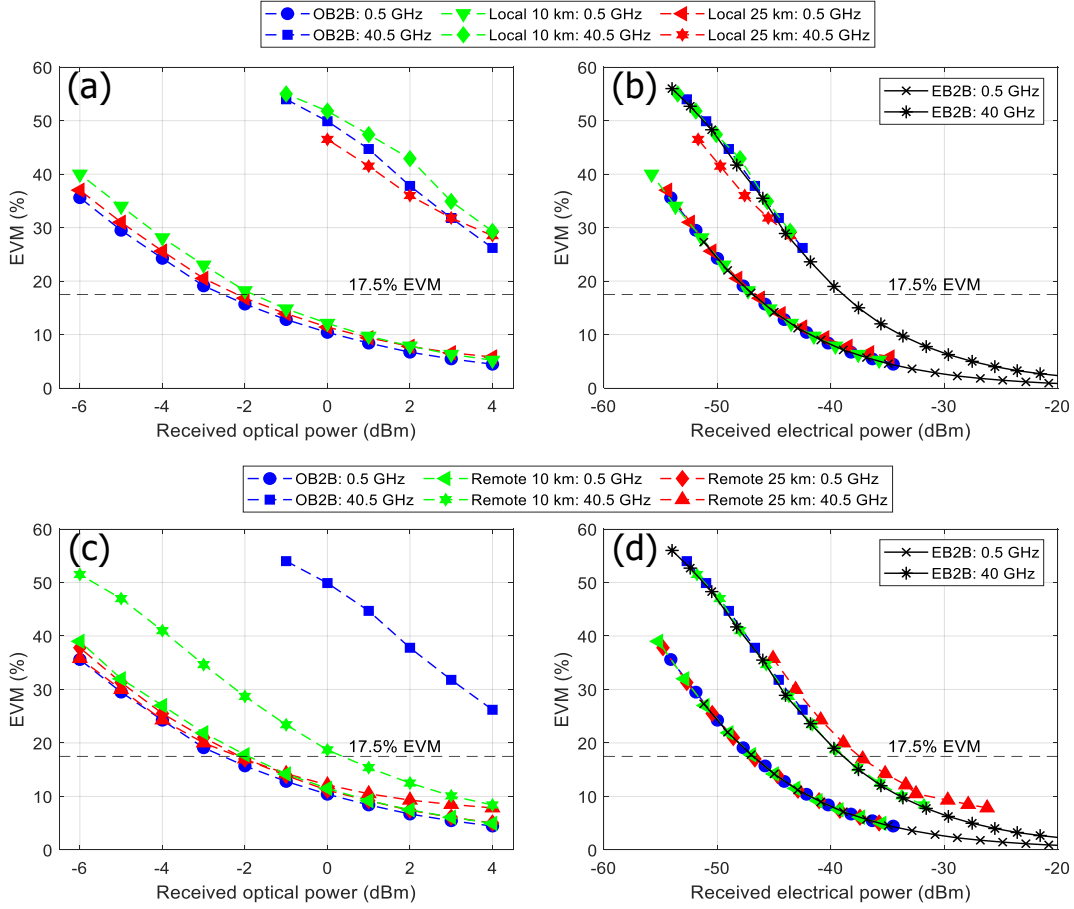 OB2B: 0.5 GHz Local 10 km: 0.5 GHz Local 25 km: 0.5 GHz
OB2B: 40.5 GHz Local 10 km: 40.5 GHz Local 25 km: 40.5 GHz
(a)
60
50
40
30
20
10
0
EVM (%)
17.5% EVM
-6 -4 -2 0 2 4
Received optical power (dBm)
(b)
EB2B: 0.5 GHz
EB2B: 40 GHz
60
50
40
30
20
10
0
EVM (%)
17.5% EVM
-60 -50 -40 -30 -20
Received electrical power (dBm)
OB2B: 0.5 GHz Remote 10 km: 0.5 GHz Remote 25 km: 0.5 GHz
OB2B: 40.5 GHz Remote 10 km: 40.5 GHz Remote 25 km: 40.5 GHz
(c)
60
50
40
30
20
10
0
EVM (%)
17.5% EVM
-6 -4 -2 0 2 4
Received optical power (dBm)
(d)
EB2B: 0.5 GHz
EB2B: 40 GHz
60
50
40
30
20
10
0
EVM (%)
17.5% EVM
-60 -50 -40 -30 -20
Received electrical power (dBm)